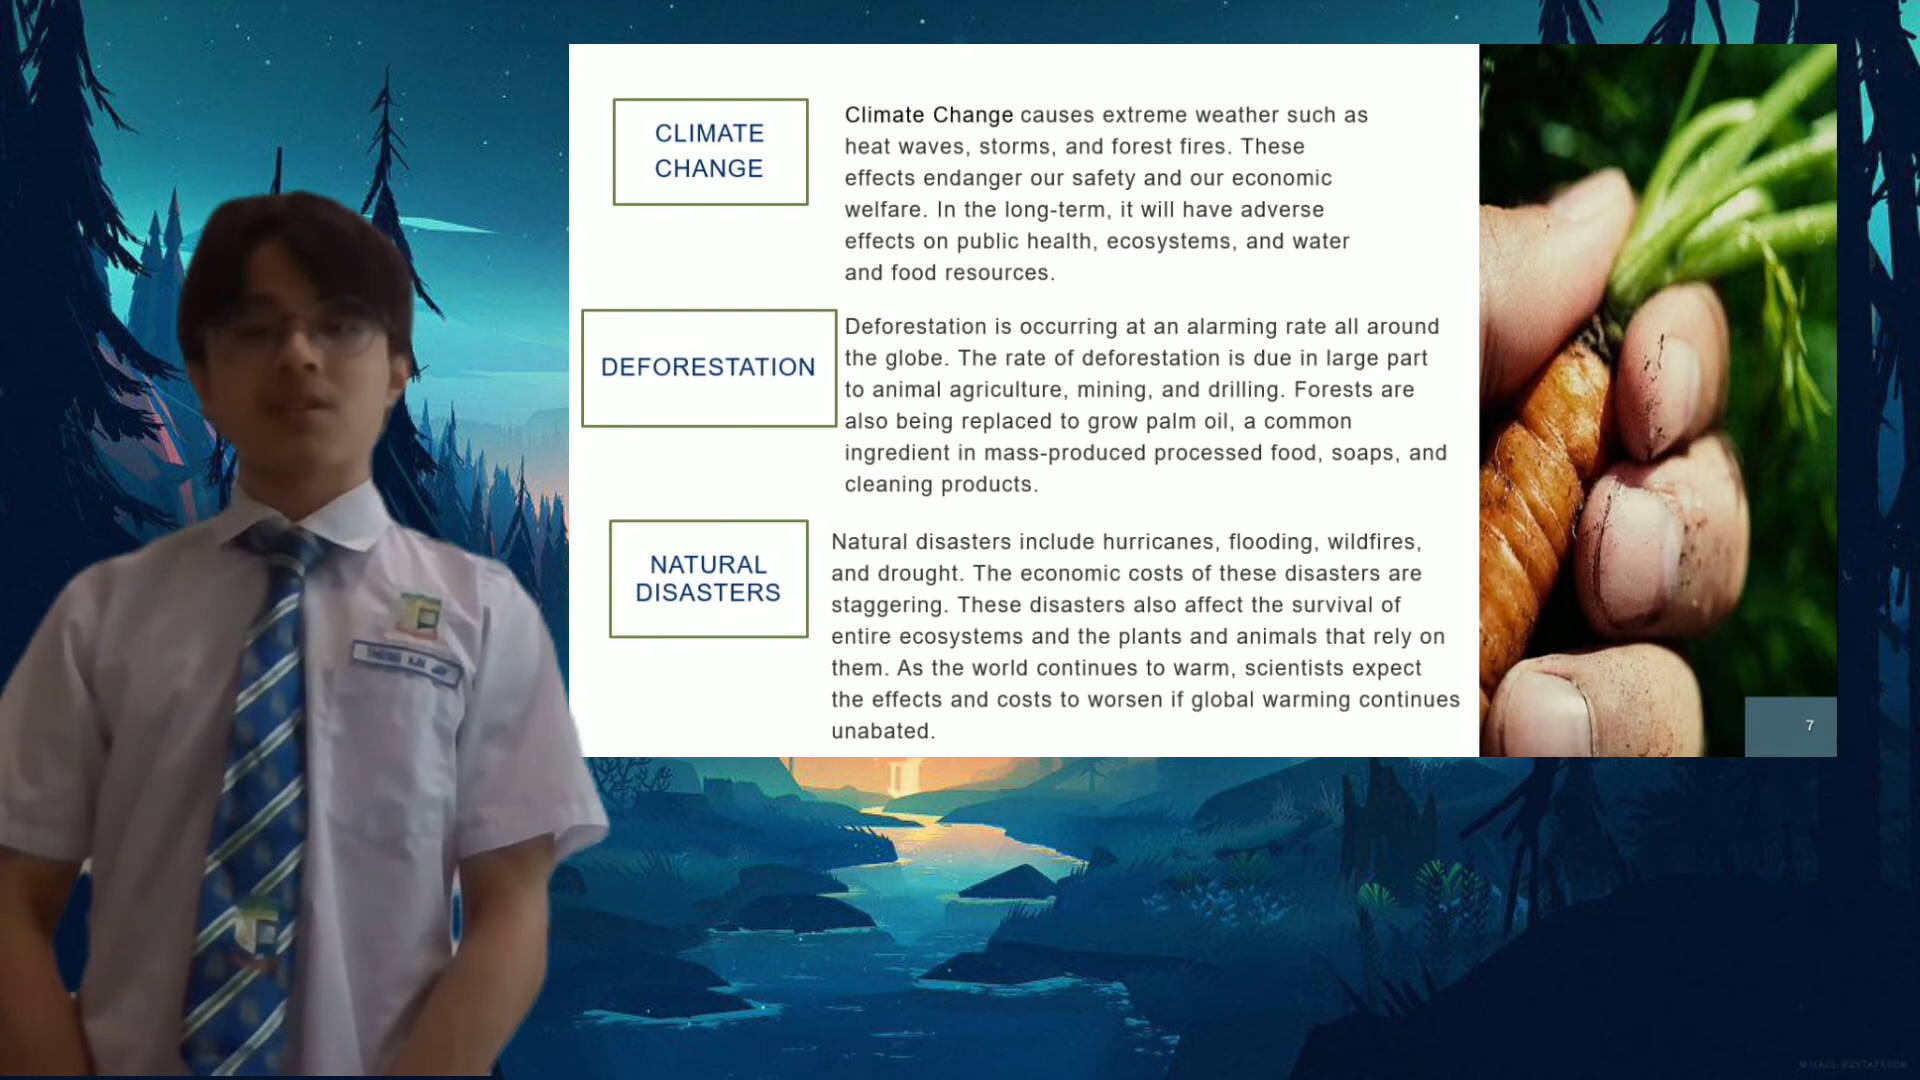 CLIMATE
CHANGE
Climate Change causes extreme weather such as
heat waves, storms, and forest fires. These
effects endanger our safety and our economic
welfare. In the long-term, it will have adverse
effects on public health, ecosystems, and water
and food resources.
DEFORESTATION
Deforestation is occurring at an alarming rate all around
the globe. The rate of deforestation is due in large part
to animal agriculture, mining, and drilling. Forests are
also being replaced to grow palm oil, a common
ingredient in mass-produced processed food, soaps, and
cleaning products.
NATURAL
DISASTERS
Natural disasters include hurricanes, flooding, wildfires,
and drought. The economic costs of these disasters are
staggering. These disasters also affect the survival of
entire ecosystems and the plants and animals that rely on
them. As the world continues to warm, scientists expect
the effects and costs to worsen if global warming continues
unabated.
7
MIKAEL GUSTAFSSON